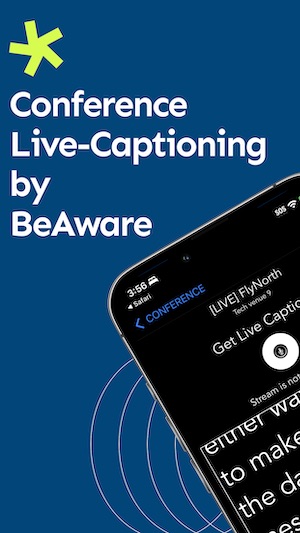 Conference
Live-Captioning
by
BeAware
3:56
SOS
Safari
CONFERENCE
[LIVE] FlyNorth
Tech venue 9
Get Live Captio
Stream is not
either wa
to make
the da